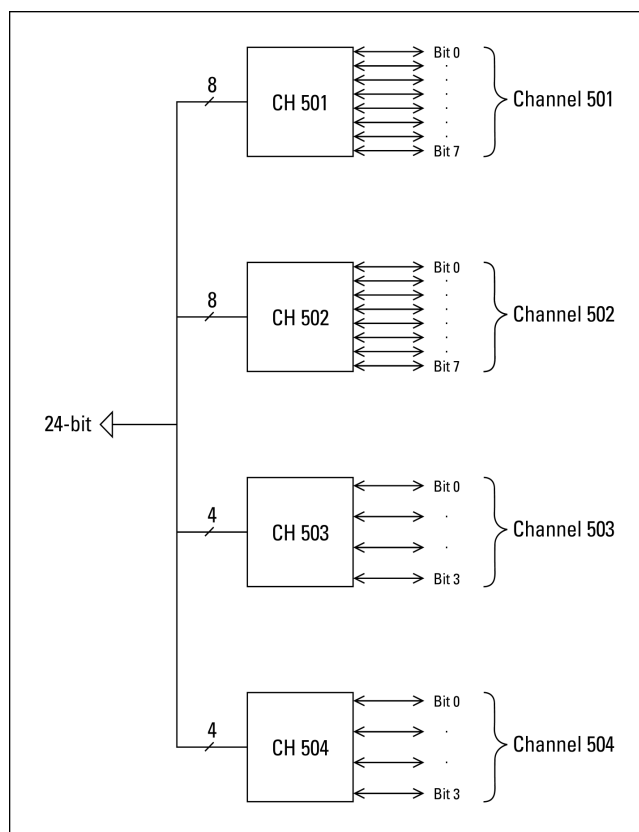 8
CH 501
Bit 0
.
.
.
.
.
.
Bit 7
Channel 501
8
CH 502
Bit 0
.
.
.
.
.
.
Bit 7
Channel 502
24-bit
4
CH 503
Bit 0
.
.
Bit 3
Channel 503
4
CH 504
Bit 0
.
.
Bit 3
Channel 504